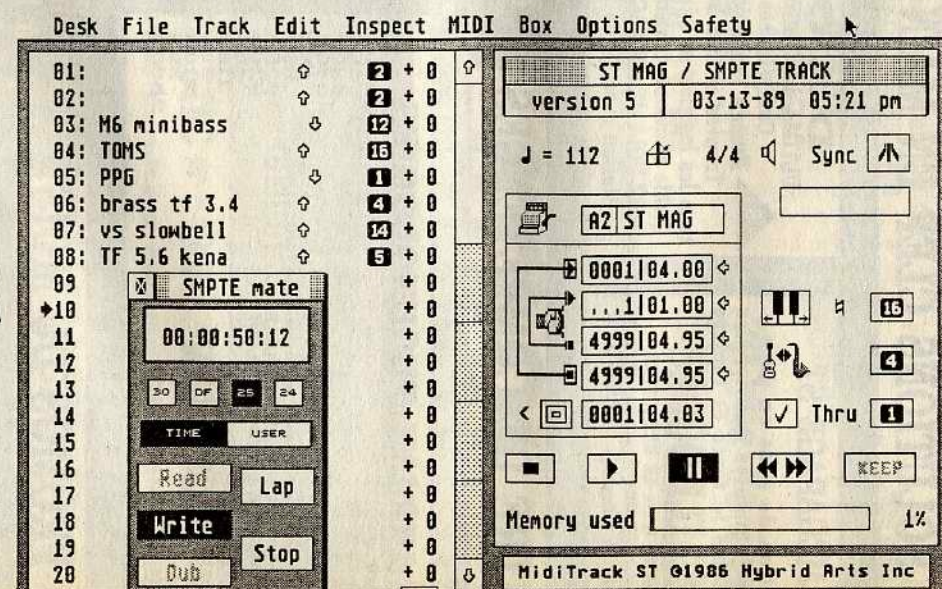 Desk File Track Edit Inspect MIDI Box Options Safety
01: 2 + 0
02: 2 + 0
03: M6 minibass 12 + 0
04: TOMS 16 + 0
05: PPG 1 + 0
06: brass tf 3.4 4 + 0
07: vs slowbell 14 + 0
08: TF 5.6 kena 5 + 0
09 + 0
10 + 0
11 + 0
12 + 0
13 + 0
14 + 0
15 + 0
16 + 0
17 + 0
18 + 0
19 + 0
20 + 0
SMPTE mate
00:00:50:12
30 DF 25 24
TIME USER
Read
Lap
Write
Stop
Dub
ST MAG / SMPTE TRACK
version 5 03-13-89 05:21 pm
♩ = 112 4/4 Sync
A2 ST MAG
0001|04.00
...1|01.00
4999|04.95
4999|04.95
< 0001|04.03
♮ 16
4
✓ Thru 1
KEEP
Memory used 1%
MidiTrack ST ©1986 Hybrid Arts Inc